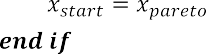 x_start = x_pareto
end if